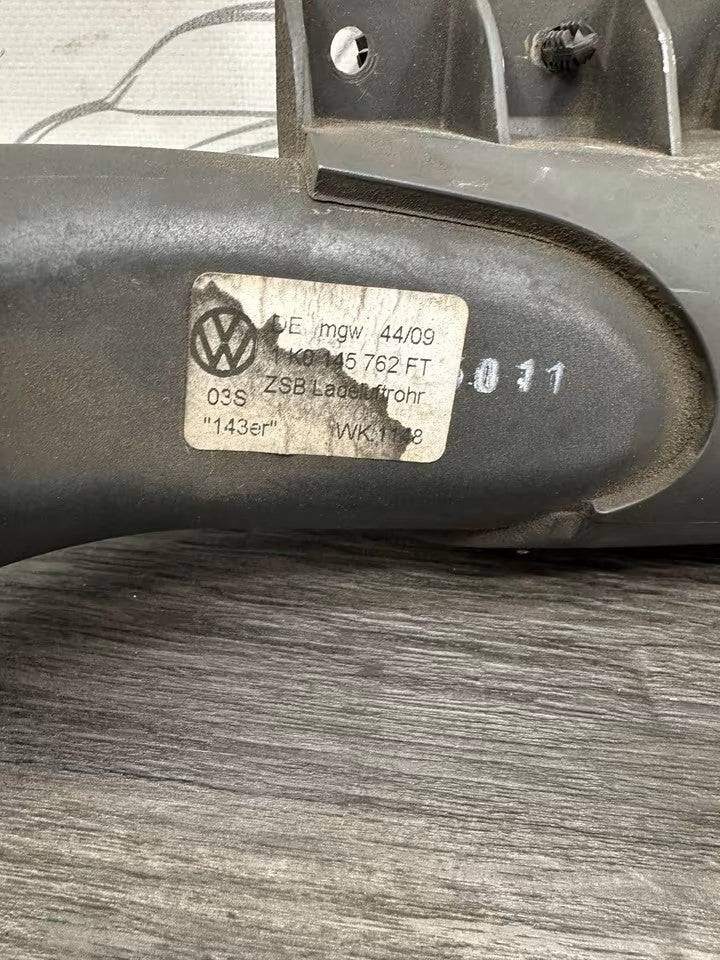 DE mgw 44/09
1K0 145 762 FT
ZSB Ladeluftrohr
03S
"143er" WK.1148